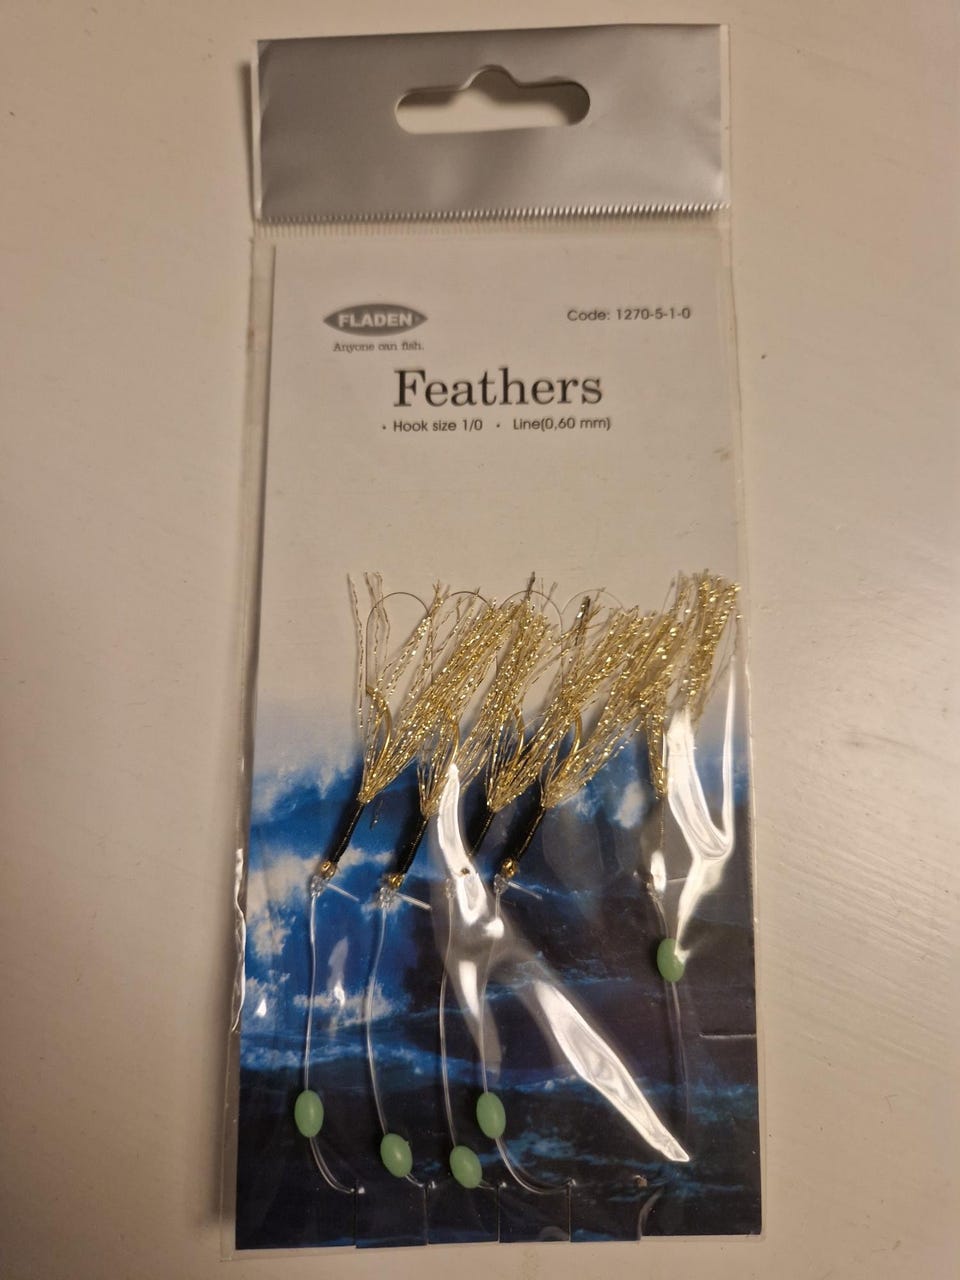 FLADEN
Code: 1270-5-1-0
Anyone can fish.
Feathers
• Hook size 1/0 • Line(0,60 mm)